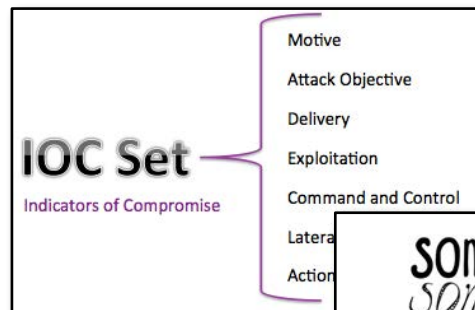 Motive
Attack Objective
Delivery
IOC Set
Exploitation
Indicators of Compromise
Command and Control